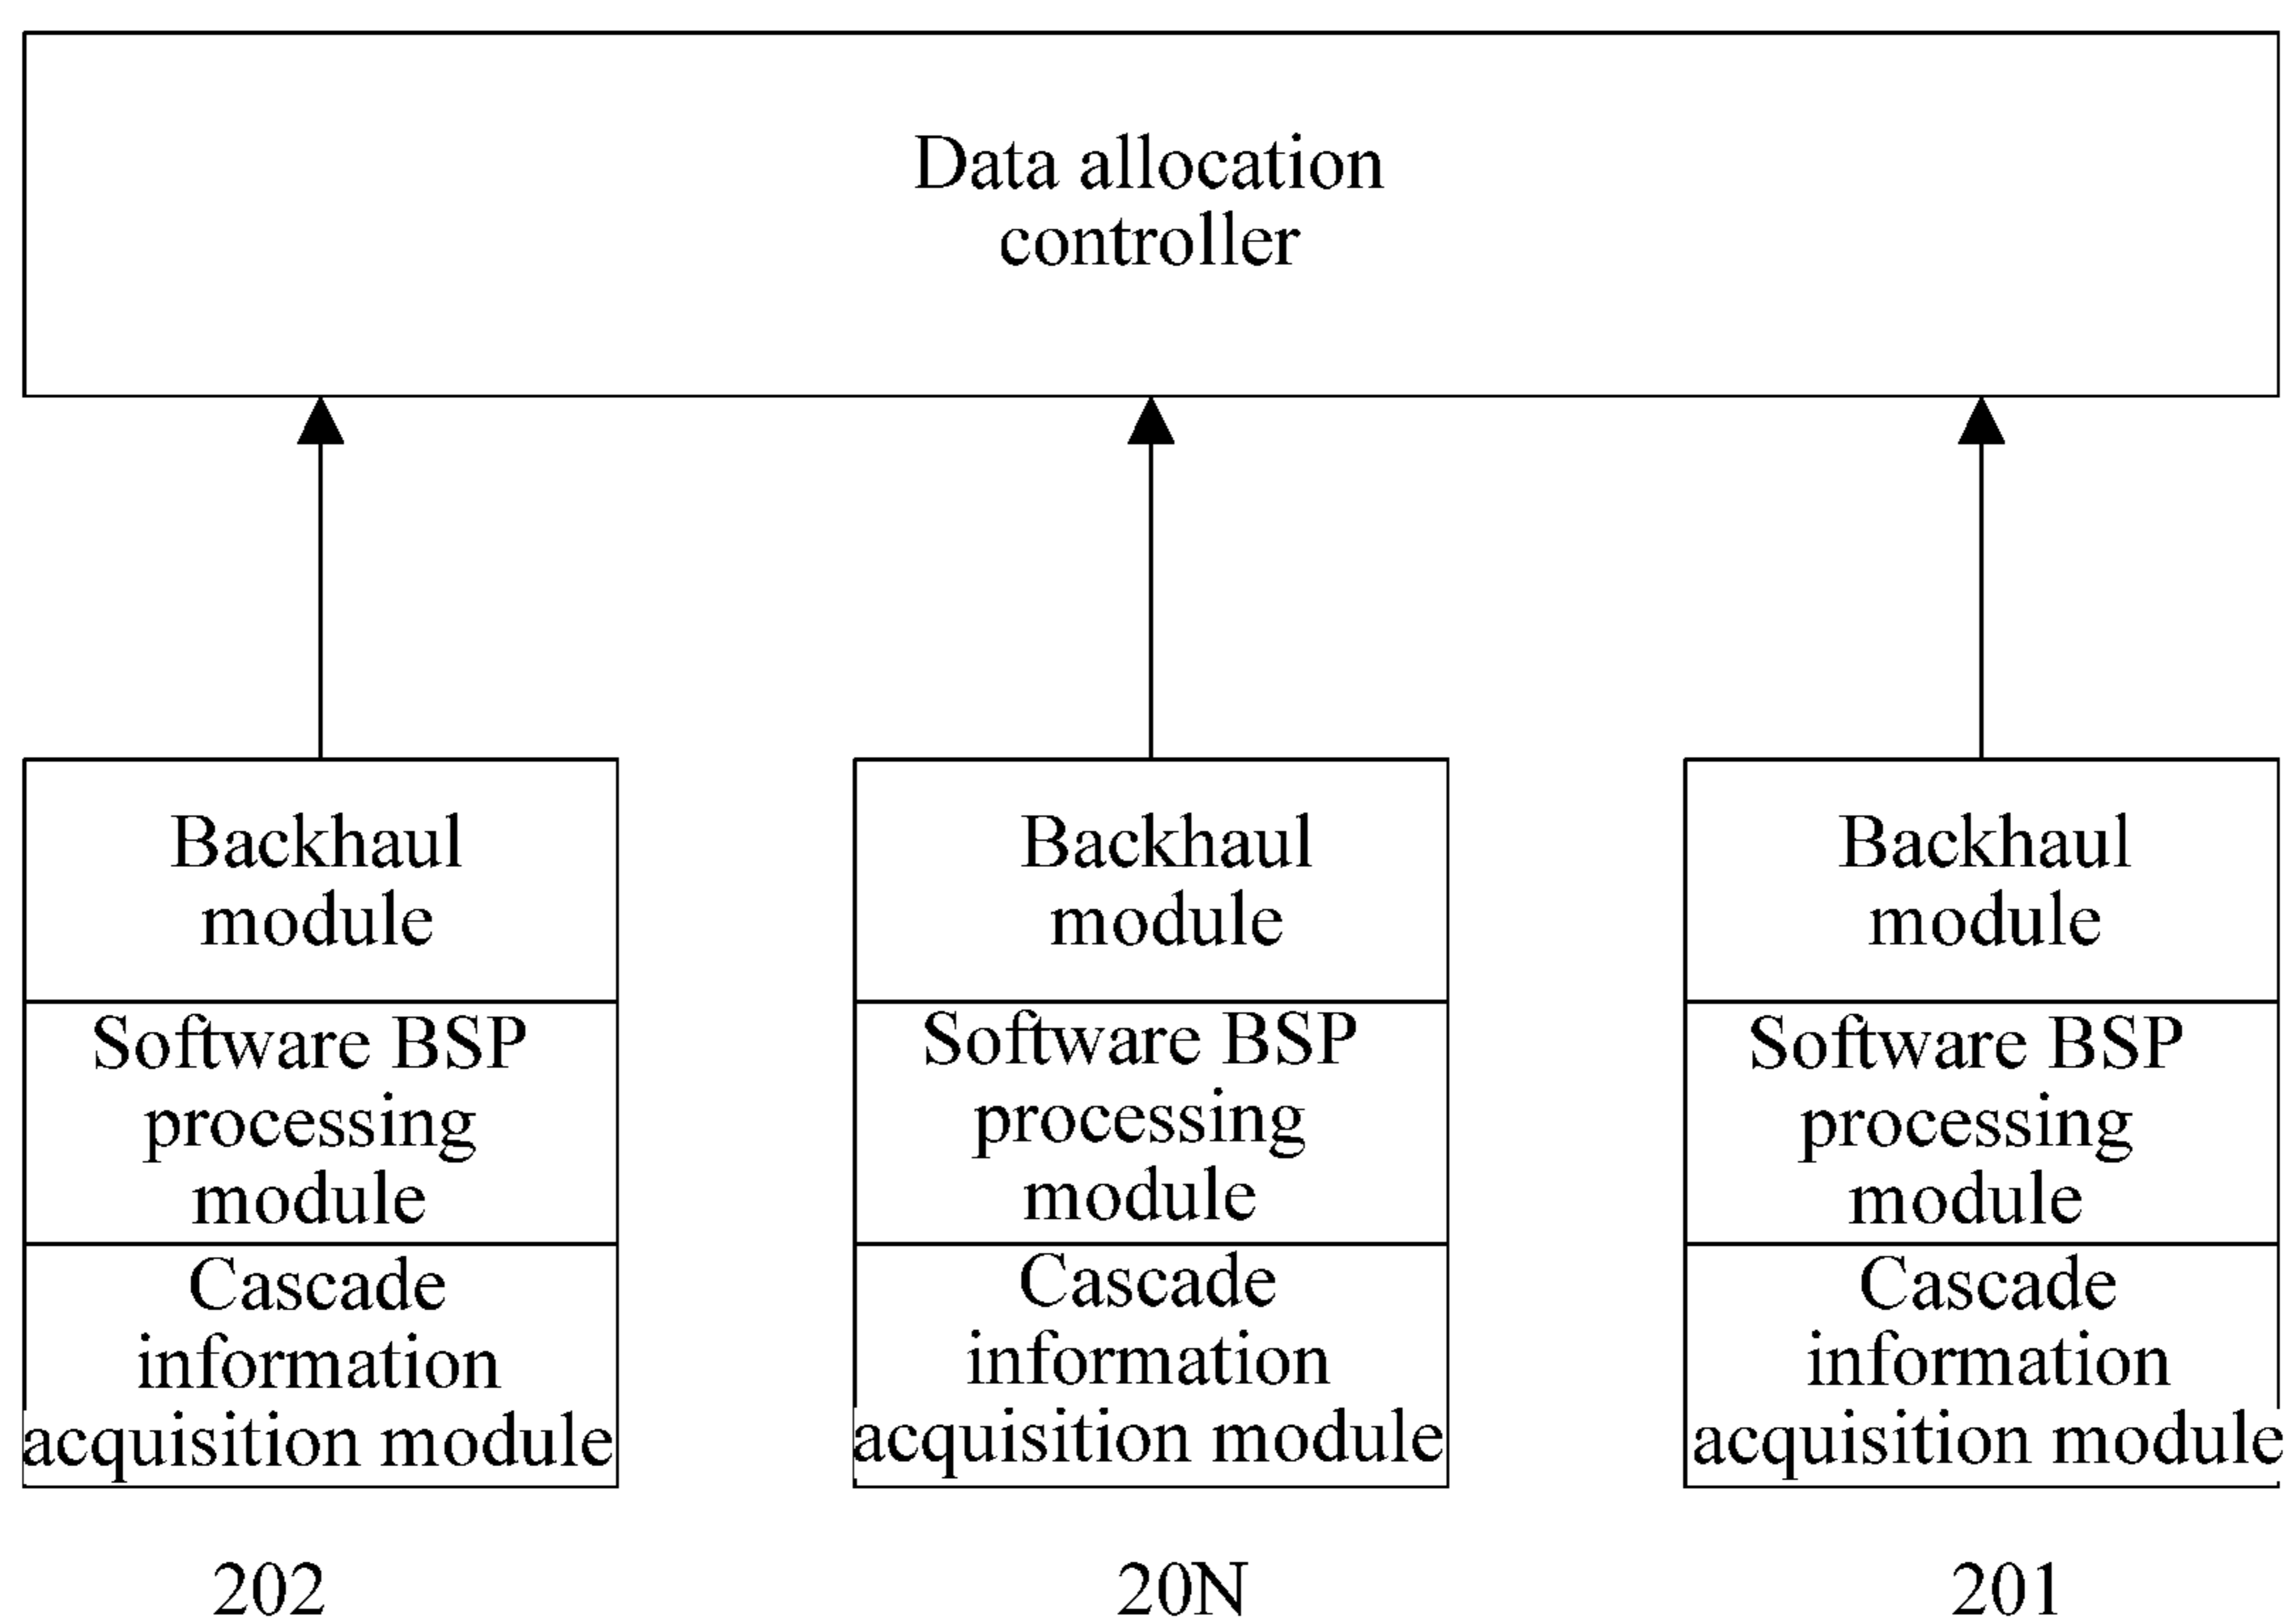 Data allocation
controller
Backhaul
module
Software BSP
processing
module
Cascade
information
acquisition module
202
Backhaul
module
Software BSP
processing
module
Cascade
information
acquisition module
20N
Backhaul
module
Software BSP
processing
module
Cascade
information
acquisition module
201